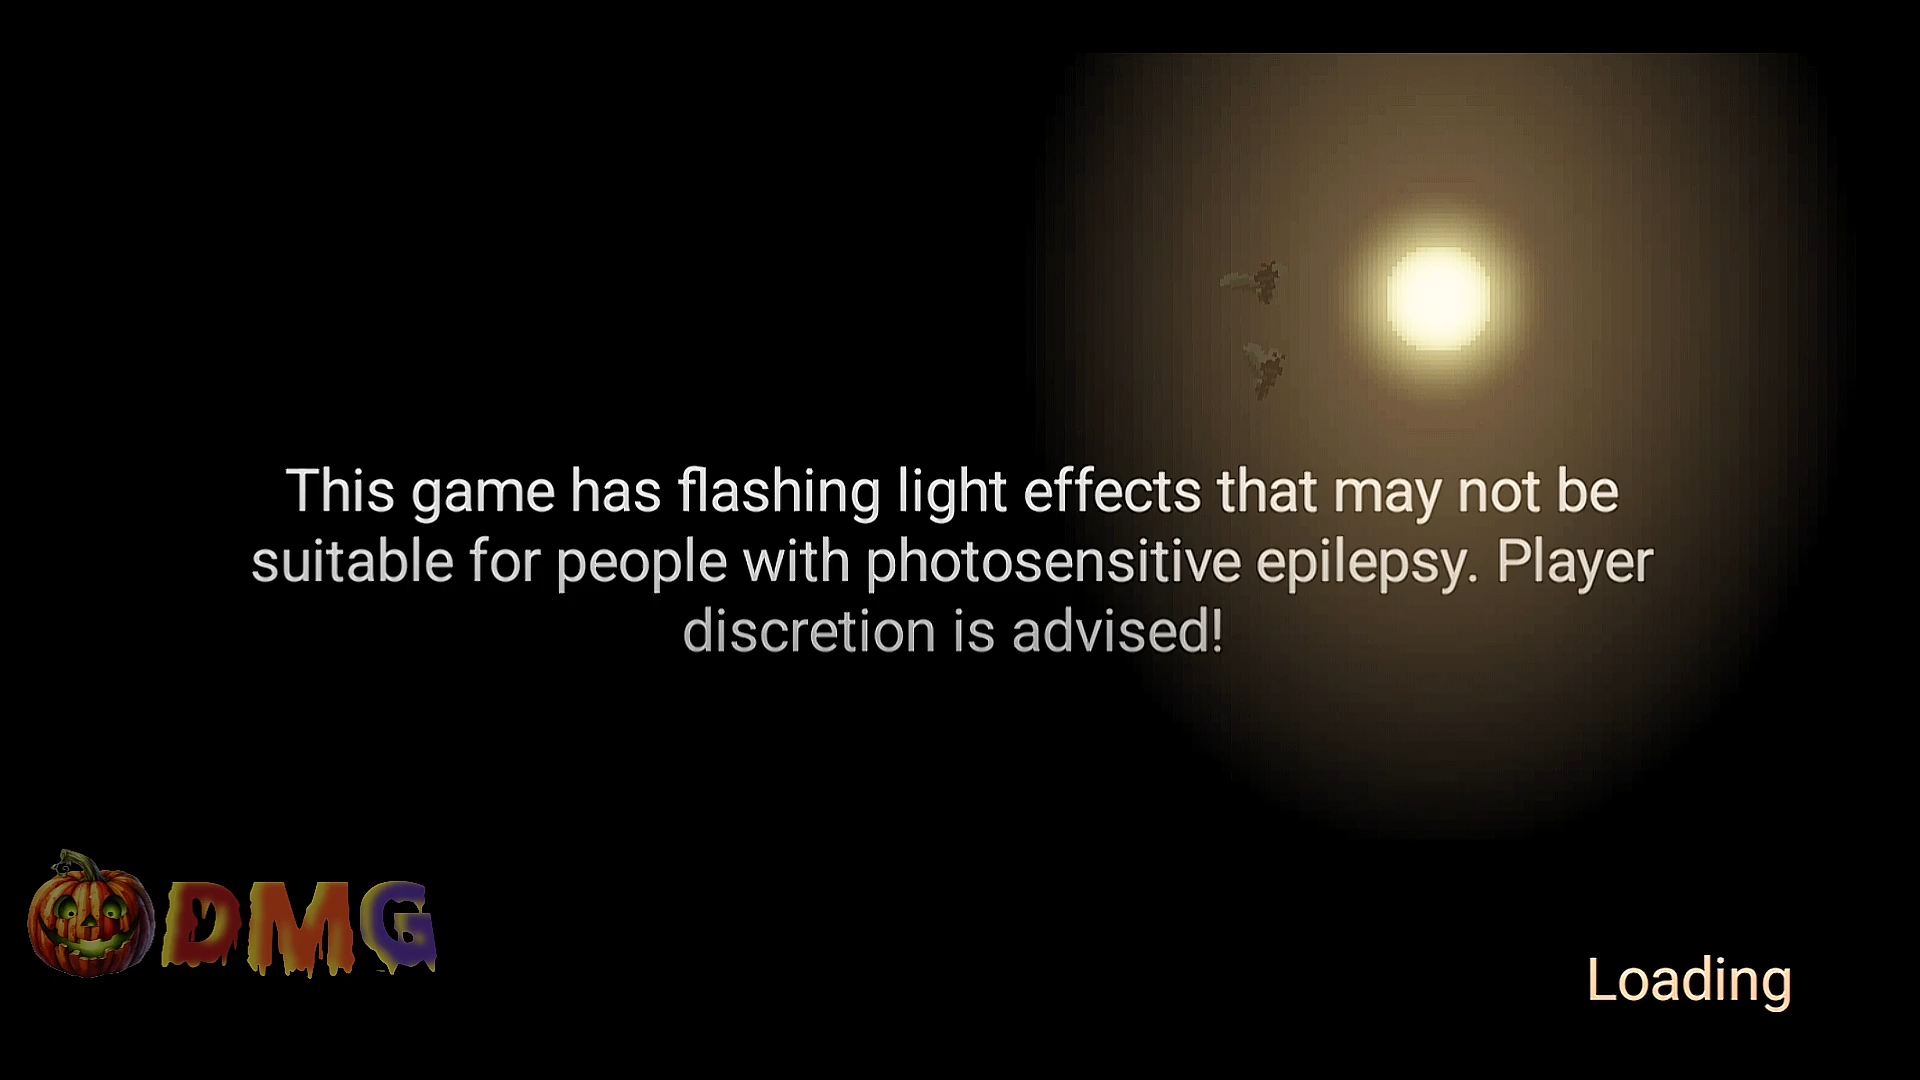 This game has flashing light effects that may not be
suitable for people with photosensitive epilepsy. Player
discretion is advised!
DMG
Loading